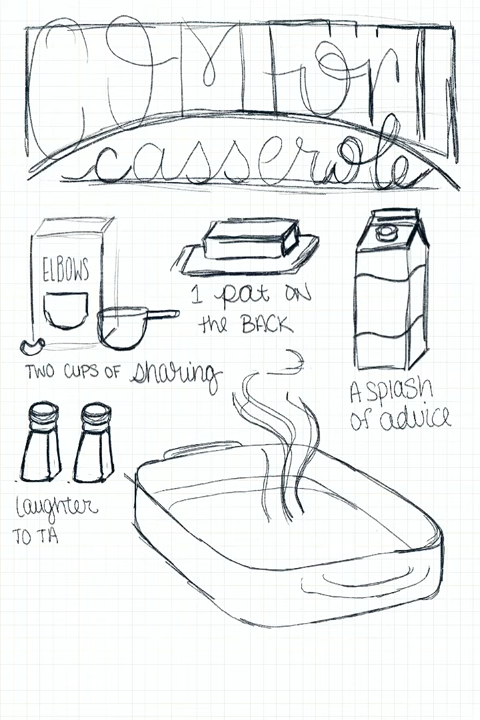 COMFORT
casserole
ELBOWS
1 pat ON
the BACK
TWO CUPS OF sharing
A splash
of advice
laughter
TO TA